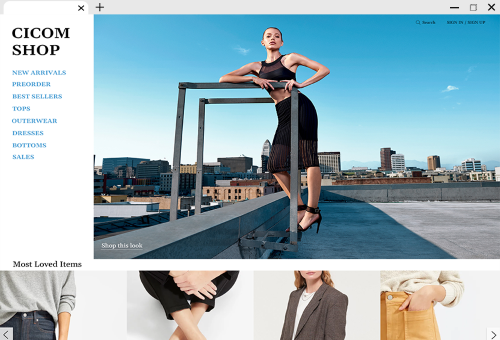 CICOM
SHOP
NEW ARRIVALS
PREORDER
BEST SELLERS
TOPS
OUTERWEAR
DRESSES
BOTTOMS
SALES
Search
SIGN IN | SIGN UP
Shop this look
Most Loved Items